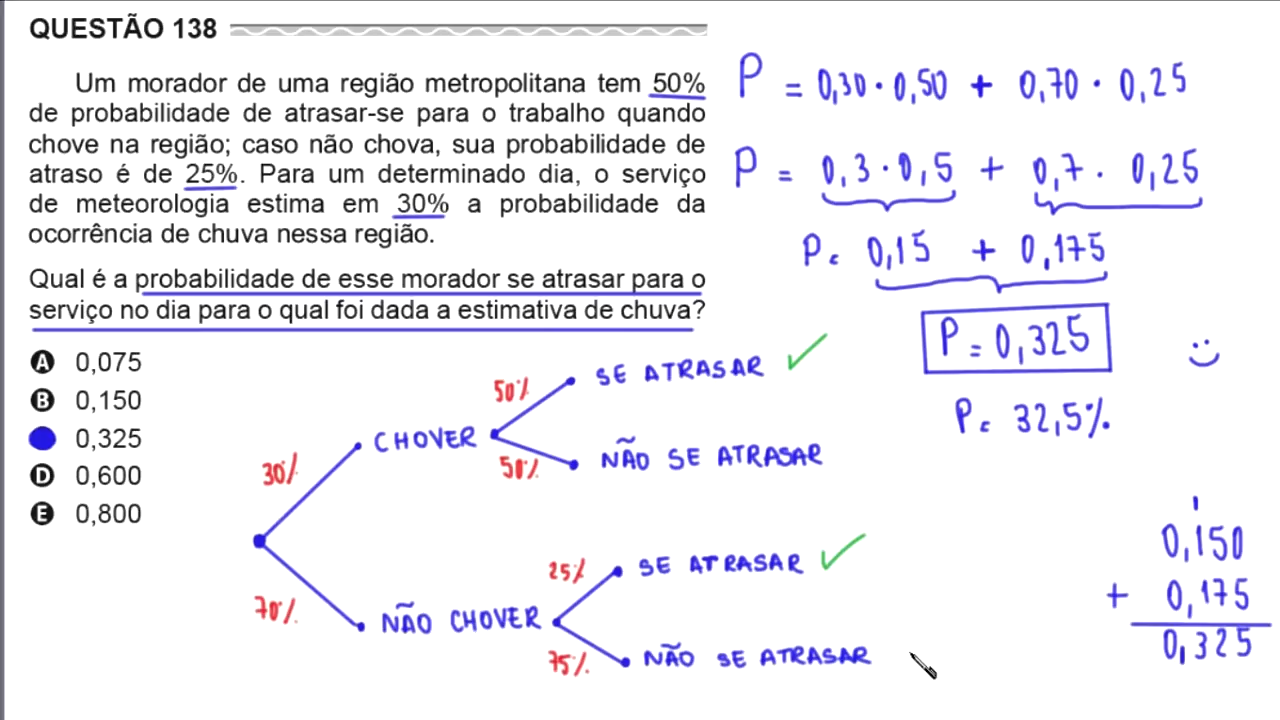 QUESTÃO 138
Um morador de uma região metropolitana tem 50%
de probabilidade de atrasar-se para o trabalho quando
chove na região; caso não chova, sua probabilidade de
atraso é de 25%. Para um determinado dia, o serviço
de meteorologia estima em 30% a probabilidade da
ocorrência de chuva nessa região.
Qual é a probabilidade de esse morador se atrasar para o
serviço no dia para o qual foi dada a estimativa de chuva?
A 0,075
B 0,150
0,325
D 0,600
E 0,800
30%
CHOVER
50%
SE ATRASAR
50%
NÃO SE ATRASAR
70%
NÃO CHOVER
25%
SE ATRASAR
75%
NÃO SE ATRASAR
P = 0,30 · 0,50 + 0,70 · 0,25
P = 0,3 · 0,5 + 0,7 · 0,25
P = 0,15 + 0,175
P = 0,325
P = 32,5%
1
0,150
+ 0,175
0,325